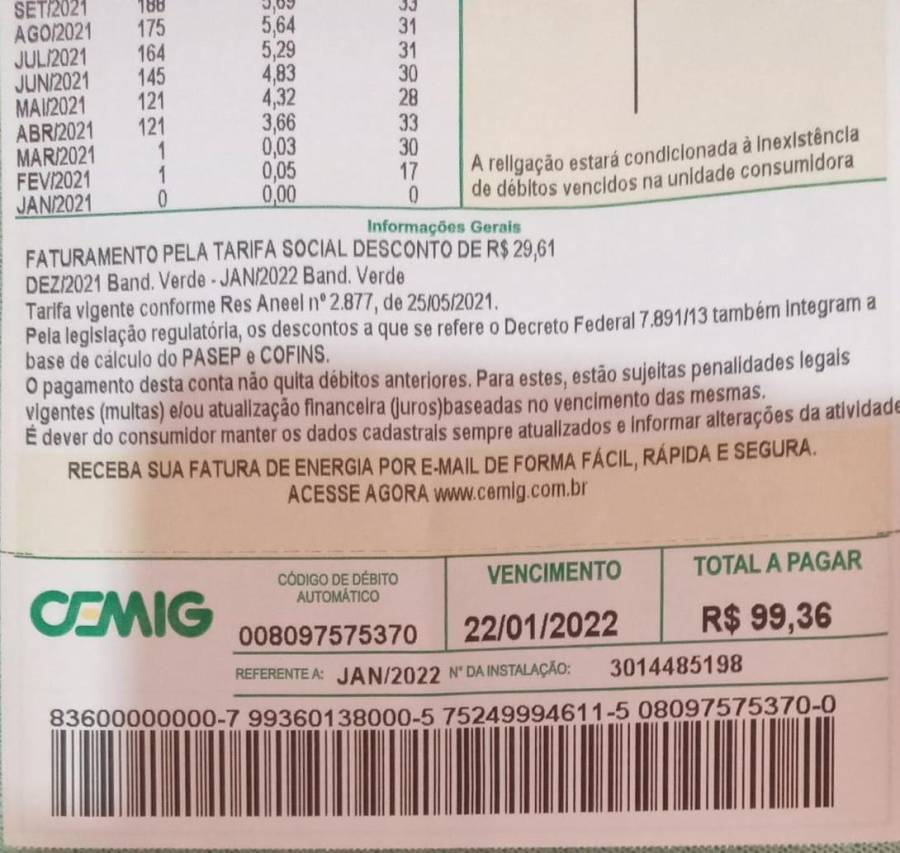 SET/2021 188 5,69 33
AGO/2021 175 5,64 31
JUL/2021 164 5,29 31
JUN/2021 145 4,83 30
MAI/2021 121 4,32 28
ABR/2021 121 3,66 33
MAR/2021 1 0,03 30
FEV/2021 1 0,05 17
JAN/2021 0 0,00 0
A religação estará condicionada à inexistência
de débitos vencidos na unidade consumidora
Informações Gerais
FATURAMENTO PELA TARIFA SOCIAL DESCONTO DE R$ 29,61
DEZ/2021 Band. Verde - JAN/2022 Band. Verde
Tarifa vigente conforme Res Aneel nº 2.877, de 25/05/2021.
Pela legislação regulatória, os descontos a que se refere o Decreto Federal 7.891/13 também integram a
base de cálculo do PASEP e COFINS.
O pagamento desta conta não quita débitos anteriores. Para estes, estão sujeitas penalidades legais
vigentes (multas) e/ou atualização financeira (juros)baseadas no vencimento das mesmas.
É dever do consumidor manter os dados cadastrais sempre atualizados e informar alterações da atividade
RECEBA SUA FATURA DE ENERGIA POR E-MAIL DE FORMA FÁCIL, RÁPIDA E SEGURA.
ACESSE AGORA www.cemig.com.br
CEMIG
CÓDIGO DE DÉBITO
AUTOMÁTICO
008097575370
VENCIMENTO
22/01/2022
TOTAL A PAGAR
R$ 99,36
REFERENTE A: JAN/2022 Nº DA INSTALAÇÃO: 3014485198
83600000000-7 99360138000-5 75249994611-5 08097575370-0